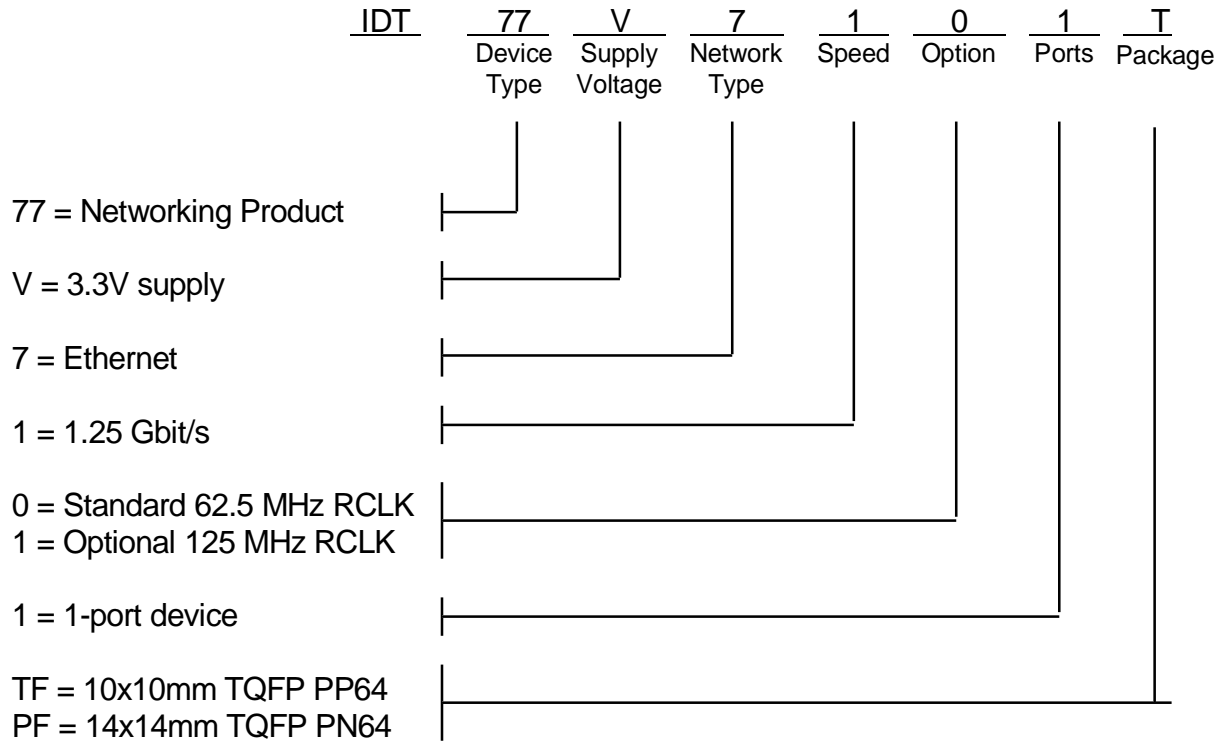 IDT 77 V 7 1 0 1 T
Device Supply Network Speed Option Ports Package
Type Voltage Type
77 = Networking Product
V = 3.3V supply
7 = Ethernet
1 = 1.25 Gbit/s
0 = Standard 62.5 MHz RCLK
1 = Optional 125 MHz RCLK
1 = 1-port device
TF = 10x10mm TQFP PP64
PF = 14x14mm TQFP PN64